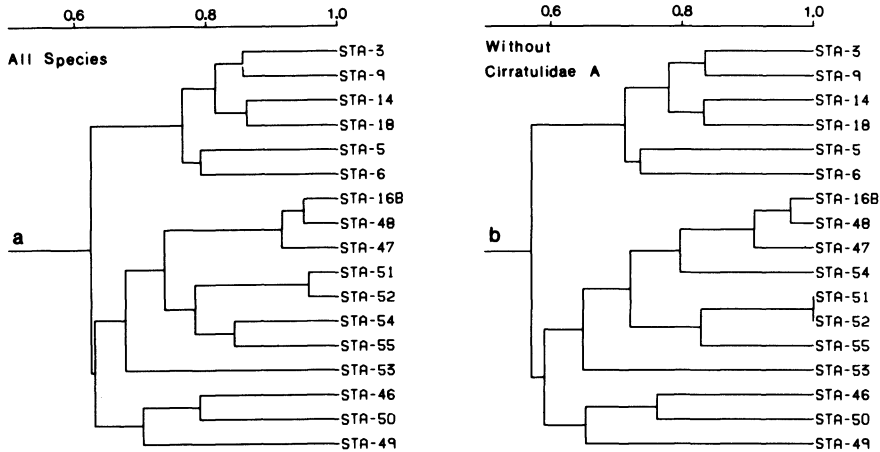 0.6 0.8 1.0
All Species
a
STA-3
STA-9
STA-14
STA-18
STA-5
STA-6
STA-16B
STA-48
STA-47
STA-51
STA-52
STA-54
STA-55
STA-53
STA-46
STA-50
STA-49
0.6 0.8 1.0
Without
Cirratulidae A
b
STA-3
STA-9
STA-14
STA-18
STA-5
STA-6
STA-16B
STA-48
STA-47
STA-54
STA-51
STA-52
STA-55
STA-53
STA-46
STA-50
STA-49